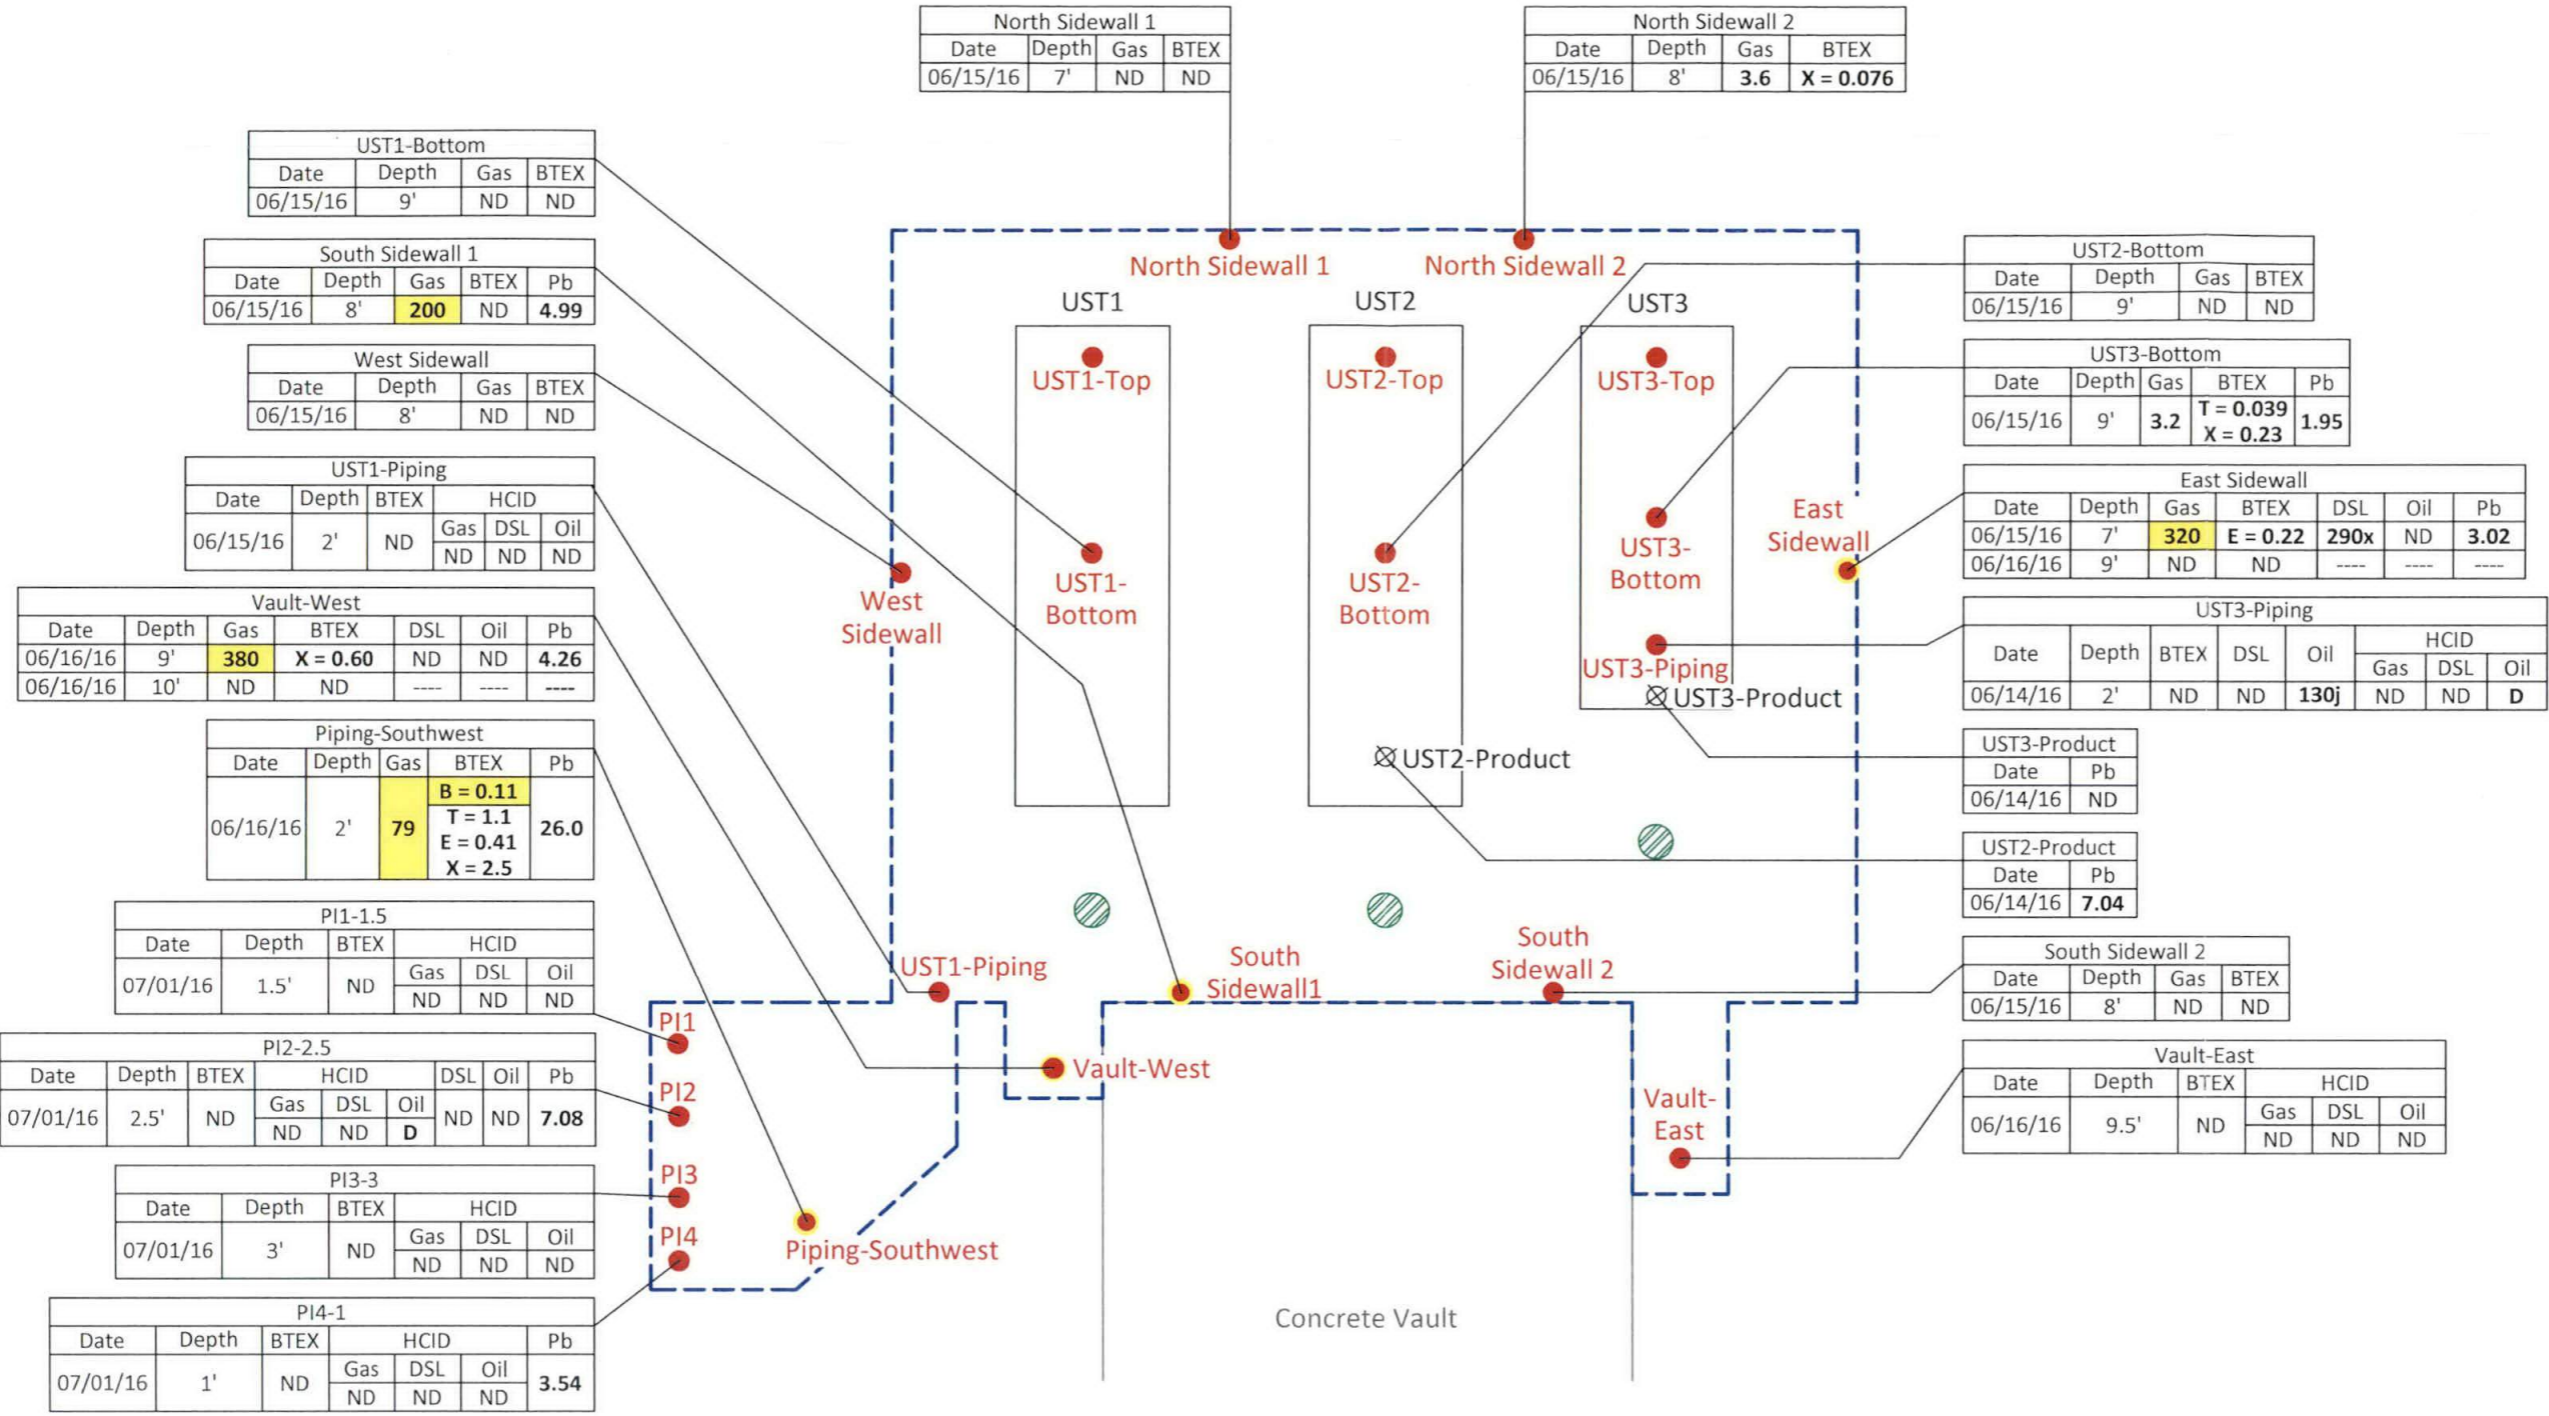 North Sidewall 1
Date Depth Gas BTEX
06/15/16 7' ND ND
North Sidewall 2
Date Depth Gas BTEX
06/15/16 8' 3.6 X = 0.076
UST1-Bottom
Date Depth Gas BTEX
06/15/16 9' ND ND
South Sidewall 1
Date Depth Gas BTEX Pb
06/15/16 8' 200 ND 4.99
West Sidewall
Date Depth Gas BTEX
06/15/16 8' ND ND
UST1-Piping
Date Depth BTEX HCID
Gas DSL Oil
06/15/16 2' ND ND ND ND
Vault-West
Date Depth Gas BTEX DSL Oil Pb
06/16/16 9' 380 X = 0.60 ND ND 4.26
06/16/16 10' ND ND ---- ---- ----
Piping-Southwest
Date Depth Gas BTEX Pb
B = 0.11
T = 1.1
06/16/16 2' 79 E = 0.41 26.0
X = 2.5
PI1-1.5
Date Depth BTEX HCID
Gas DSL Oil
07/01/16 1.5' ND ND ND ND
PI2-2.5
Date Depth BTEX HCID DSL Oil Pb
Gas DSL Oil
07/01/16 2.5' ND ND ND D ND ND 7.08
PI3-3
Date Depth BTEX HCID
Gas DSL Oil
07/01/16 3' ND ND ND ND
PI4-1
Date Depth BTEX HCID Pb
Gas DSL Oil
07/01/16 1' ND ND ND ND 3.54
North Sidewall 1
North Sidewall 2
UST1
UST2
UST3
UST1-Top
UST2-Top
UST3-Top
East
Sidewall
UST1-
Bottom
UST2-
Bottom
UST3-
Bottom
West
Sidewall
UST3-Piping
UST3-Product
UST2-Product
UST1-Piping
South
Sidewall1
South
Sidewall 2
PI1
PI2
PI3
PI4
Vault-West
Vault-
East
Piping-Southwest
Concrete Vault
UST2-Bottom
Date Depth Gas BTEX
06/15/16 9' ND ND
UST3-Bottom
Date Depth Gas BTEX Pb
06/15/16 9' 3.2 T = 0.039 1.95
X = 0.23
East Sidewall
Date Depth Gas BTEX DSL Oil Pb
06/15/16 7' 320 E = 0.22 290x ND 3.02
06/16/16 9' ND ND ---- ---- ----
UST3-Piping
Date Depth BTEX DSL Oil HCID
Gas DSL Oil
06/14/16 2' ND ND 130j ND ND D
UST3-Product
Date Pb
06/14/16 ND
UST2-Product
Date Pb
06/14/16 7.04
South Sidewall 2
Date Depth Gas BTEX
06/15/16 8' ND ND
Vault-East
Date Depth BTEX HCID
Gas DSL Oil
06/16/16 9.5' ND ND ND ND